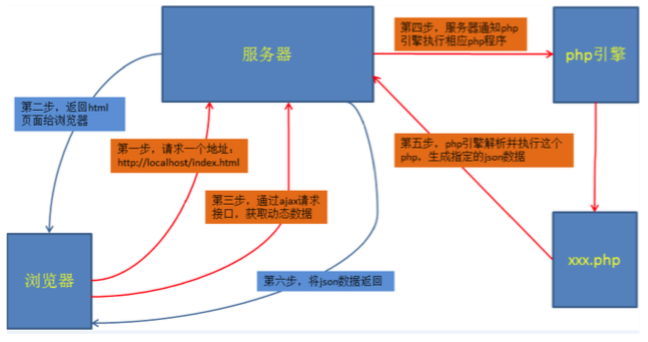 第四步，服务器通知php
引擎执行相应php程序
服务器
php引擎
第二步，返回html
页面给浏览器
第一步，请求一个地址：
http://localhost/index.html
第五步，php引擎解析并执行这个
php，生成指定的json数据
第三步，通过ajax请求
接口，获取动态数据
浏览器
第六步，将json数据返回
xxx.php